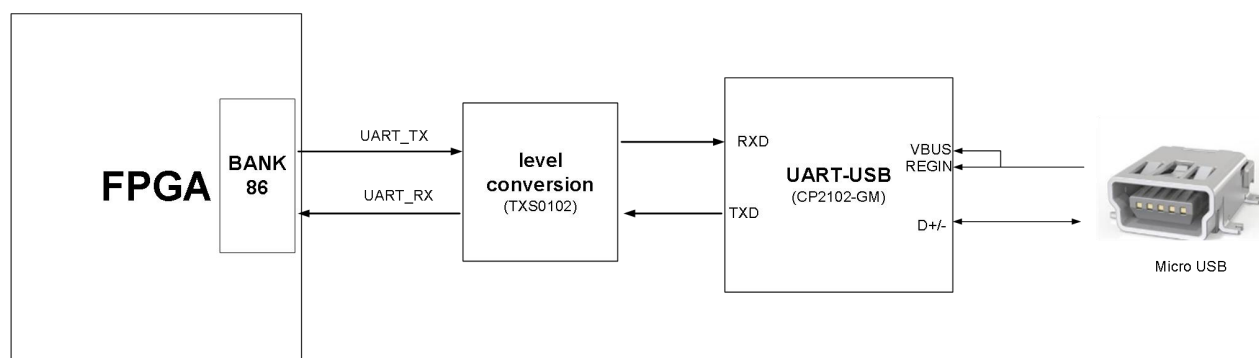 FPGA
BANK
86
UART_TX
UART_RX
level
conversion
(TXS0102)
RXD
TXD
UART-USB
(CP2102-GM)
VBUS
REGIN
D+/-
Micro USB